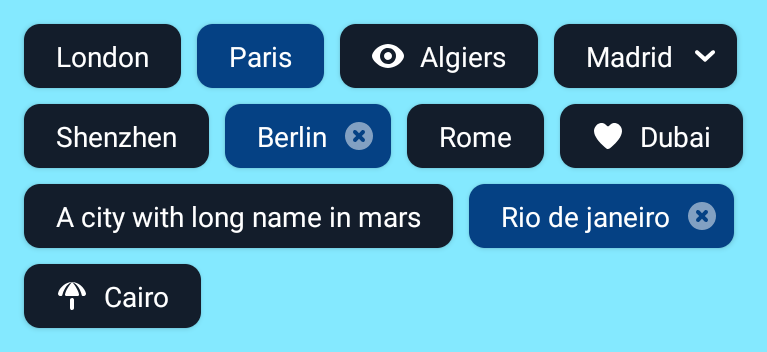 London Paris Algiers Madrid
Shenzhen Berlin Rome Dubai
A city with long name in mars Rio de janeiro
Cairo